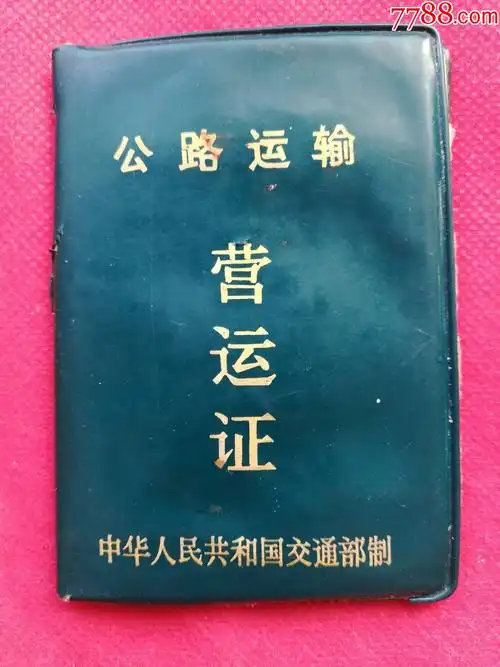 7788.com
公路运输
营
运
证
中华人民共和国交通部制